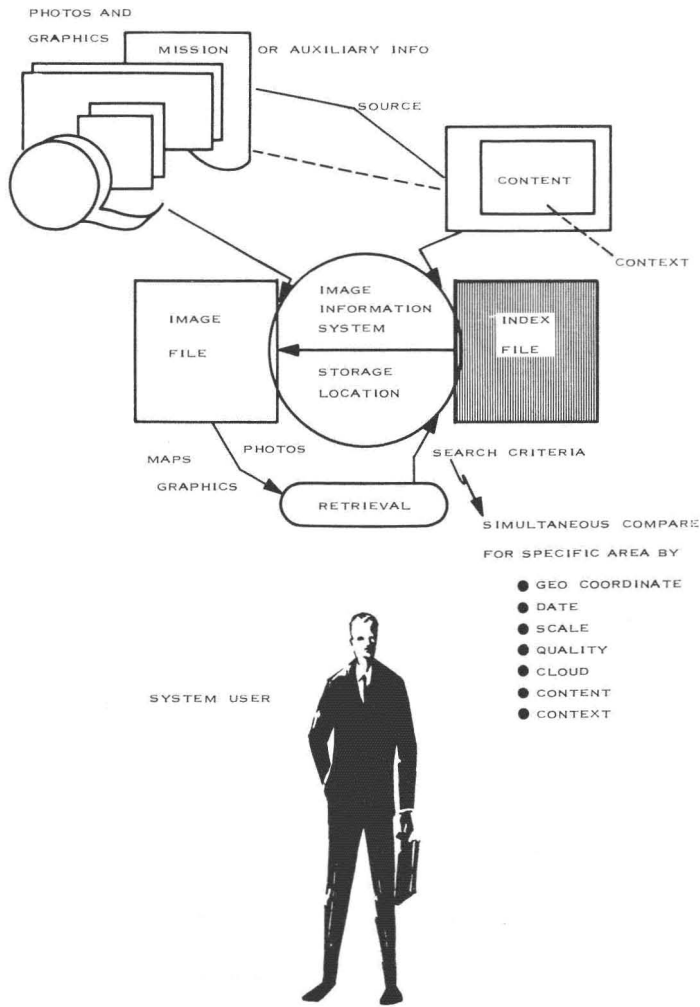 PHOTOS AND
GRAPHICS
MISSION OR AUXILIARY INFO
SOURCE
CONTENT
CONTEXT
IMAGE
FILE
IMAGE
INFORMATION
SYSTEM
STORAGE
LOCATION
INDEX
FILE
MAPS
GRAPHICS
PHOTOS
RETRIEVAL
SEARCH CRITERIA
SIMULTANEOUS COMPARE
FOR SPECIFIC AREA BY
● GEO COORDINATE
● DATE
● SCALE
● QUALITY
● CLOUD
● CONTENT
● CONTEXT
SYSTEM USER